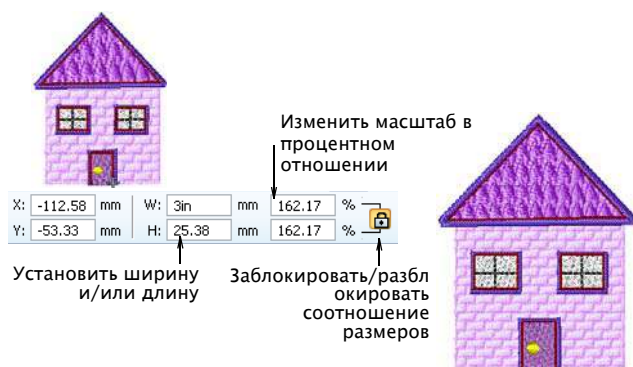 Изменить масштаб в
процентном
отношении
X: -112.58 mm W: 3in mm 162.17 %
Y: -53.33 mm H: 25.38 mm 162.17 %
Установить ширину
и/или длину
Заблокировать/разбл
окировать
соотношение
размеров